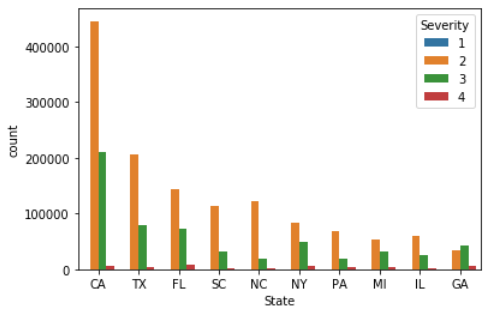 Severity
1
2
3
4
400000
300000
200000
100000
0
count
CA TX FL SC NC NY PA MI IL GA
State